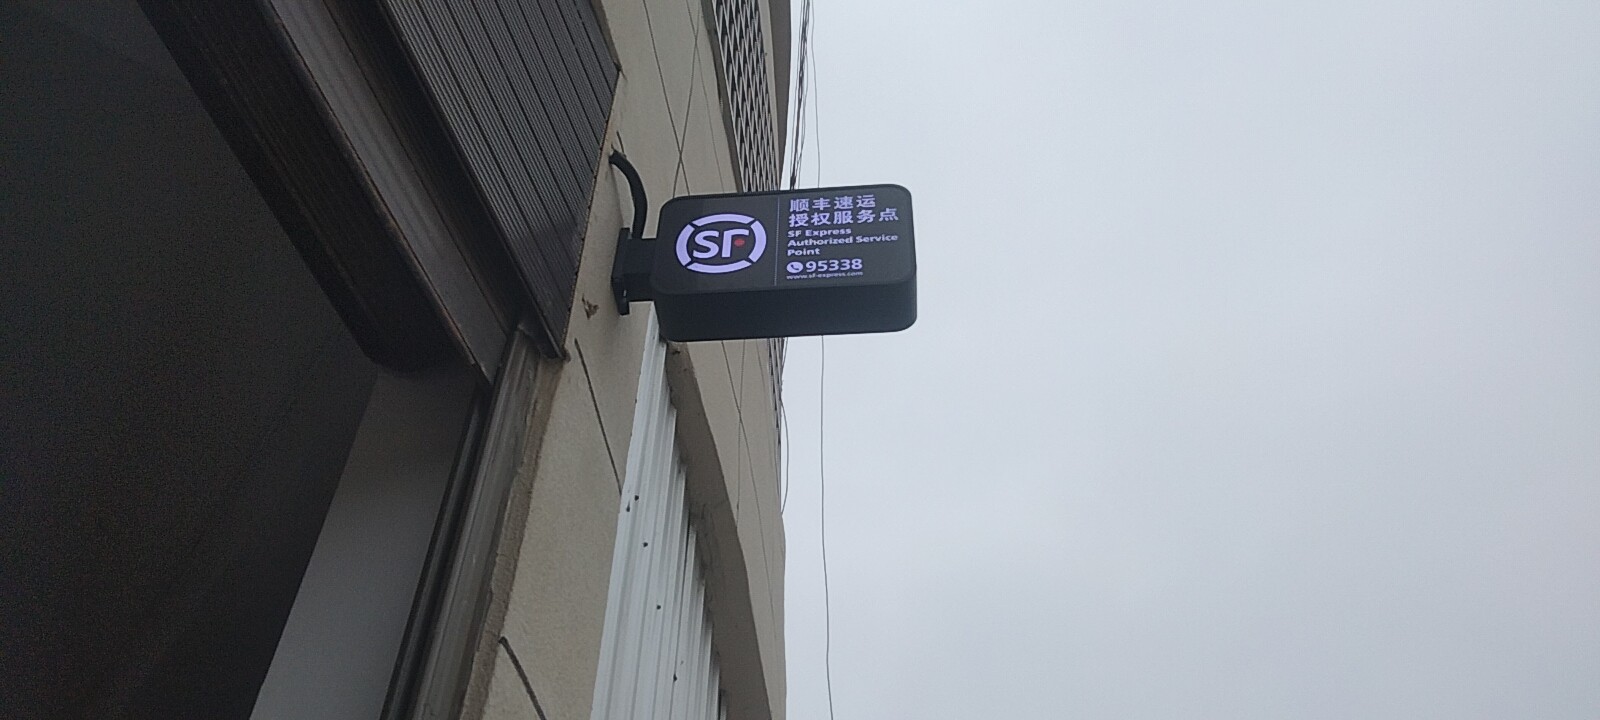 SF
顺丰速运
授权服务点
SF Express
Authorized Service
Point
95338
www.sf-express.com